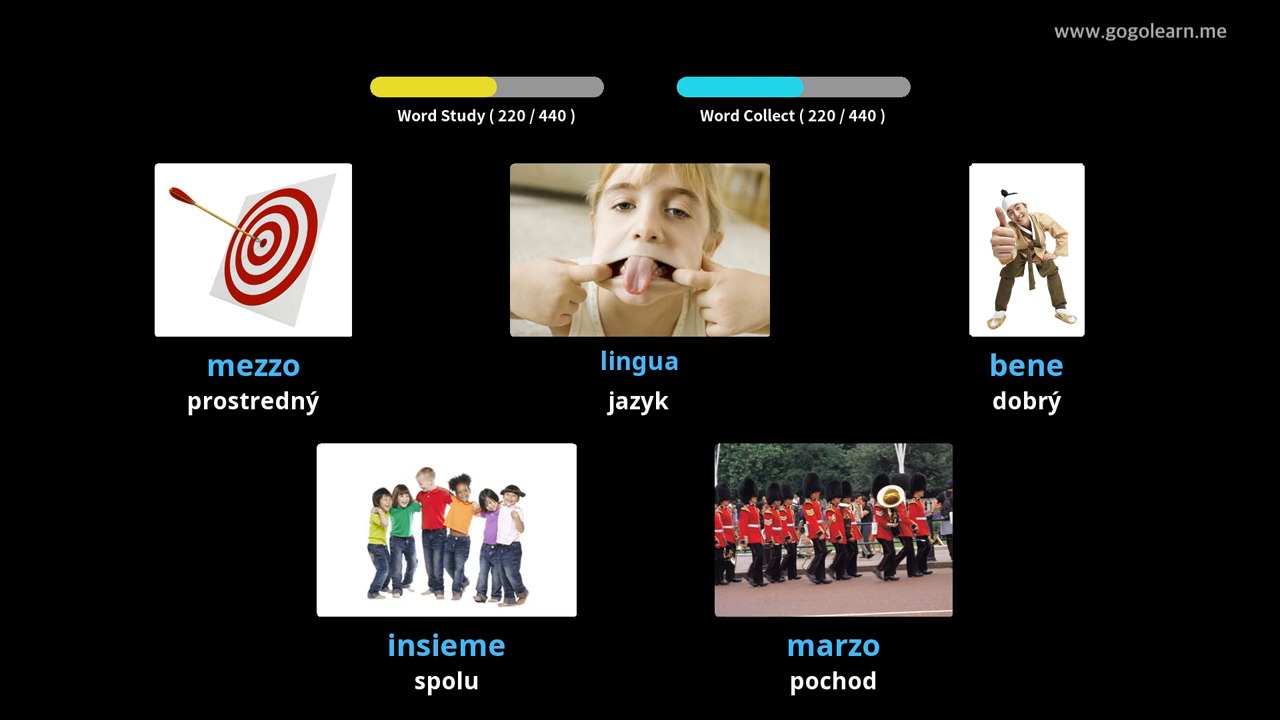 www.gogolearn.me
Word Study ( 220 / 440 )
Word Collect ( 220 / 440 )
mezzo
prostredný
lingua
jazyk
bene
dobrý
insieme
spolu
marzo
pochod